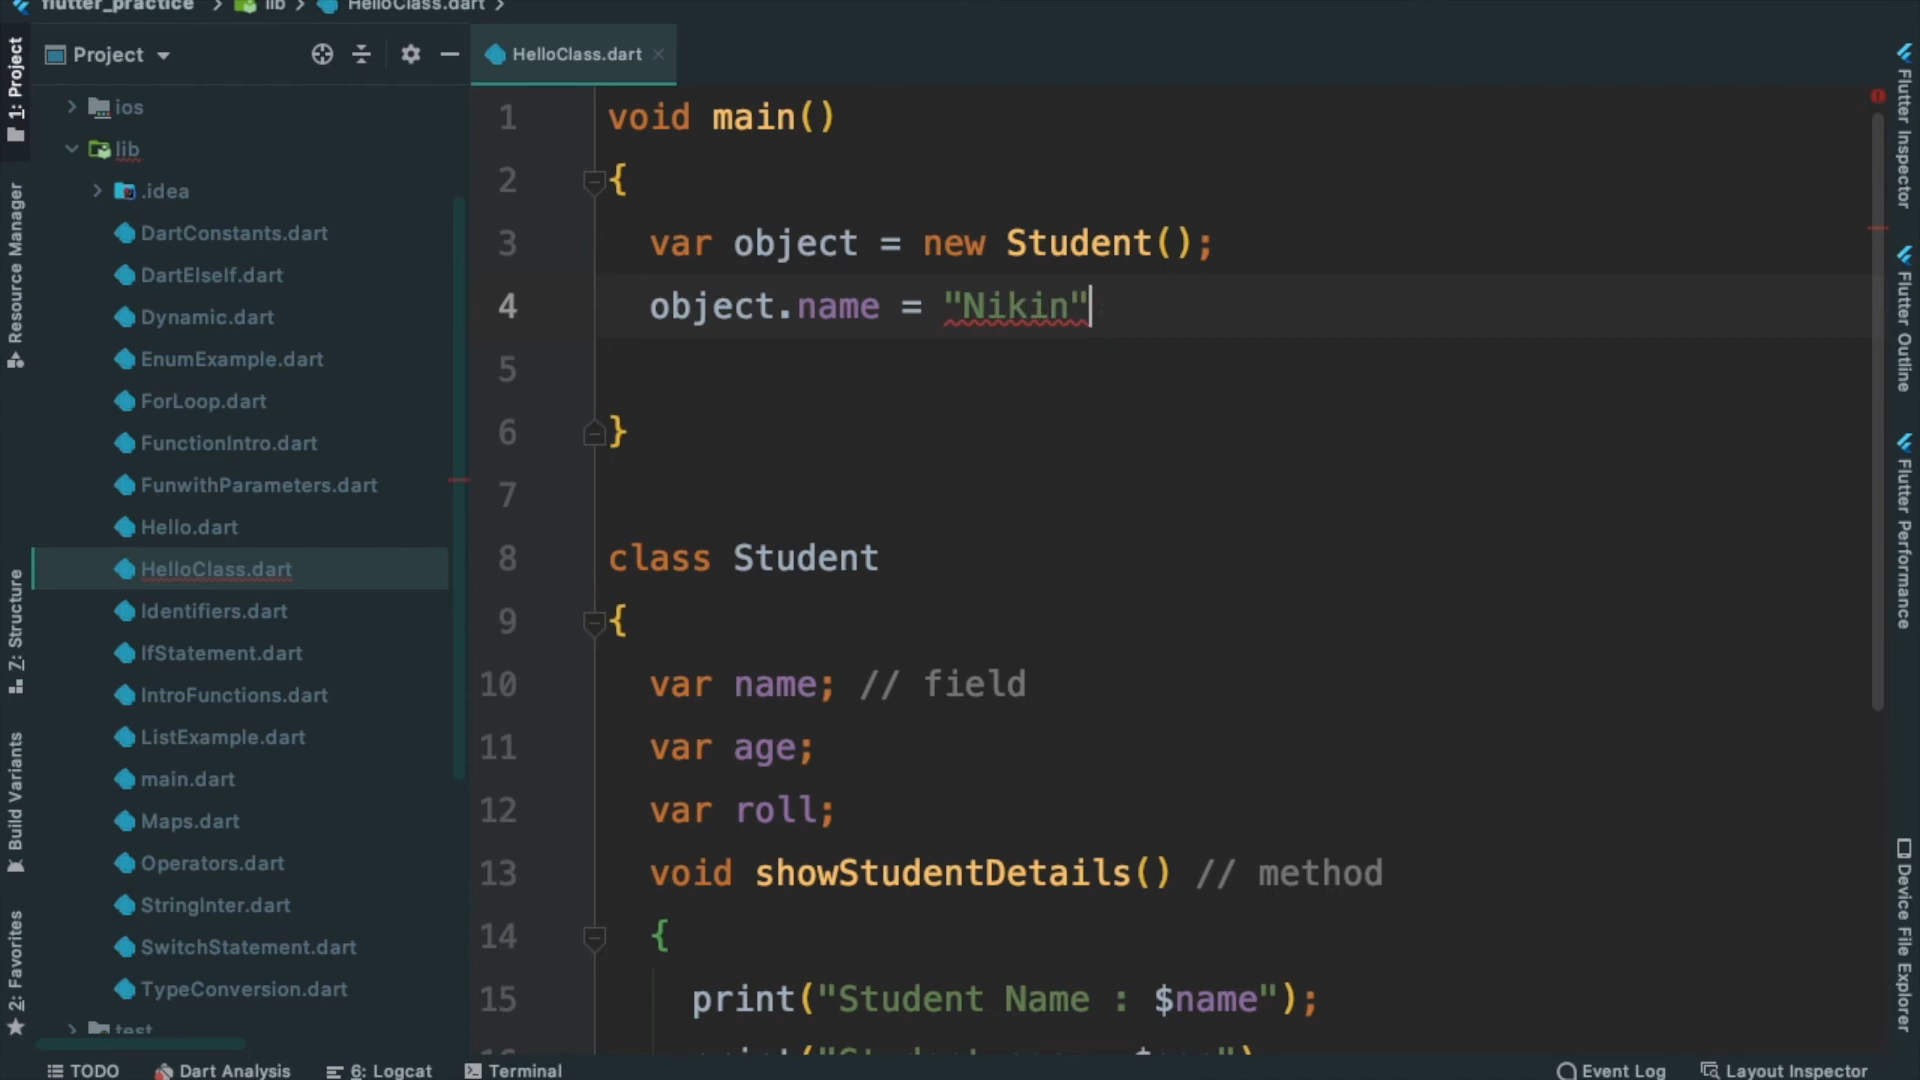 flutter_practice > lib > HelloClass.dart >
1: Project
Resource Manager
Z: Structure
Build Variants
2: Favorites
Project
ios
lib
.idea
DartConstants.dart
DartElseIf.dart
Dynamic.dart
EnumExample.dart
ForLoop.dart
FunctionIntro.dart
FunwithParameters.dart
Hello.dart
HelloClass.dart
Identifiers.dart
IfStatement.dart
IntroFunctions.dart
ListExample.dart
main.dart
Maps.dart
Operators.dart
StringInter.dart
SwitchStatement.dart
TypeConversion.dart
test
HelloClass.dart
1 void main()
2 {
3 var object = new Student();
4 object.name = "Nikin"
5
6 }
7
8 class Student
9 {
10 var name; // field
11 var age;
12 var roll;
13 void showStudentDetails() // method
14 {
15 print("Student Name : $name");
Flutter Inspector
Flutter Outline
Flutter Performance
Device File Explorer
TODO Dart Analysis 6: Logcat Terminal Event Log Layout Inspector